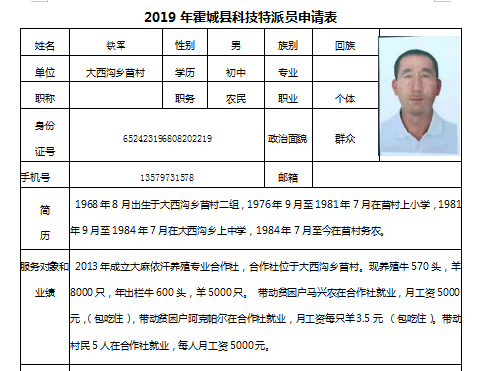 2019 年霍城县科技特派员申请表
姓名 铁军 性别 男 族别 回族
单位 大西沟乡苗村 学历 初中 专业
职称 职务 农民 职业 个体
身份
证号 652423196808202219 政治面貌 群众
手机号 13579731578 邮箱
简
历
1968 年 8 月出生于大西沟乡苗村二组，1976 年 9 月至 1981 年 7 月在苗村上小学，1981
年 9 月至 1984 年 7 月在大西沟乡上中学，1984 年 7 月至今在苗村务农。
服务对象和
业绩
2013 年成立大麻依汗养殖专业合作社，合作社位于大西沟乡苗村。现养殖牛 570 头，羊
8000 只，年出栏牛 600 头，羊 5000 只。 带动贫困户马兴农在合作社就业，月工资 5000
元，（包吃住），带动贫困户阿克帕尔在合作社就业，月工资每只羊 3.5 元 （包吃住）。带动
村民 5 人在合作社就业，每人月工资 5000 元。